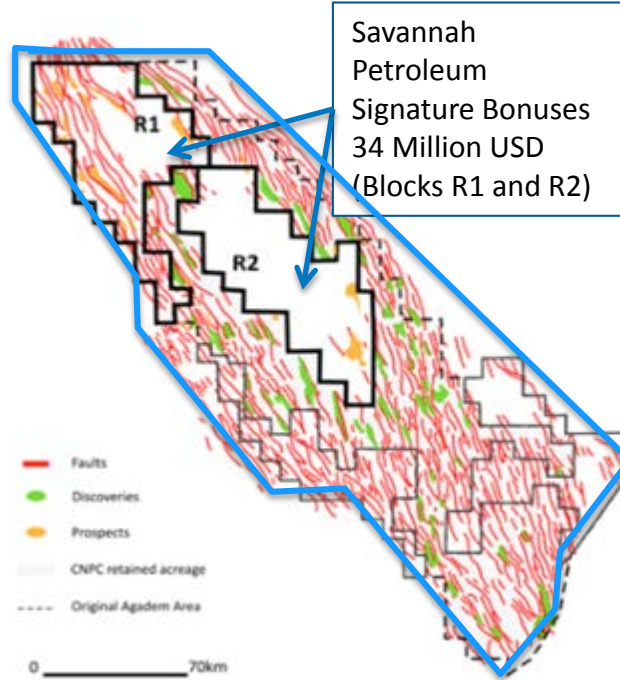 Savannah
Petroleum
Signature Bonuses
34 Million USD
(Blocks R1 and R2)
R1
R2
Faults
Discoveries
Prospects
CNPC retained acreage
Original Agadem Area
0 70km